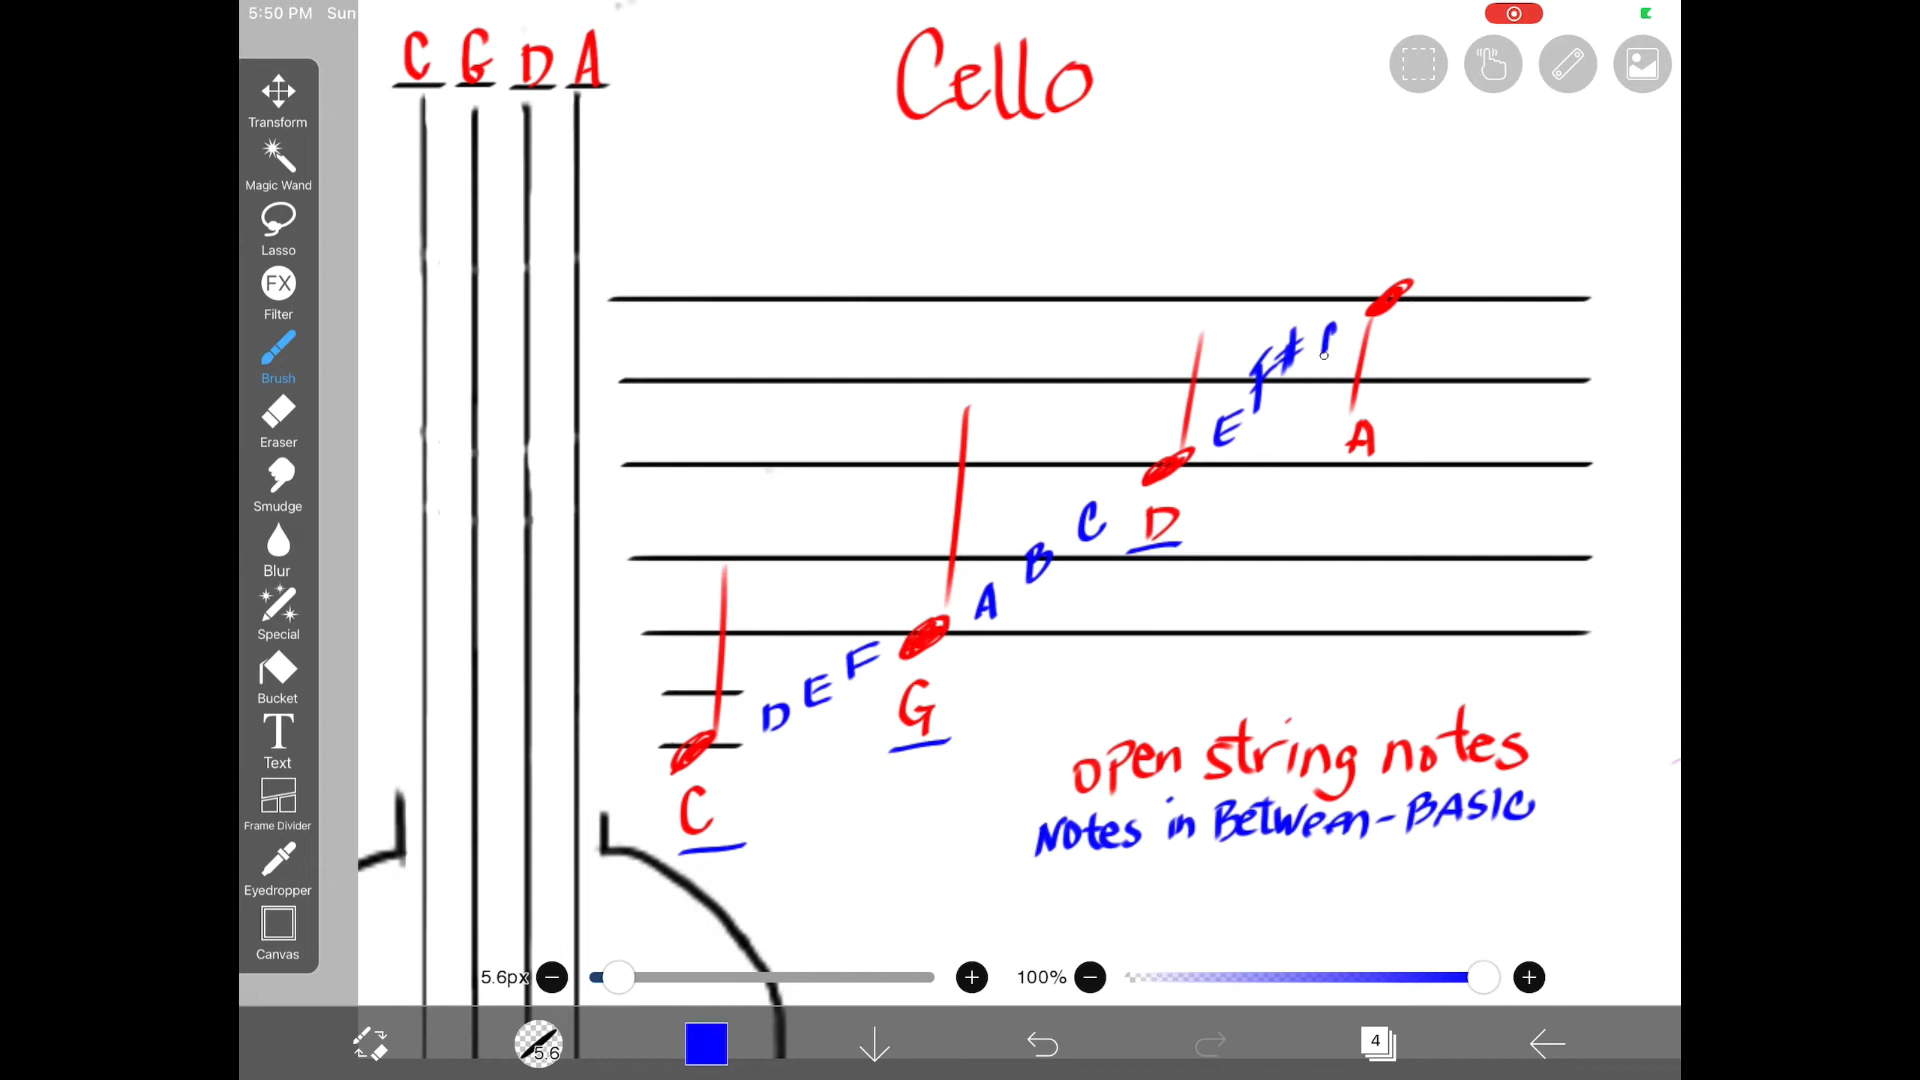 5:50 PM Sun
C G D A
Cello
Transform
Magic Wand
Lasso
FX
Filter
Brush
Eraser
Smudge
Blur
Special
Bucket
T
Text
Frame Divider
Eyedropper
Canvas
E F#
A
A B C D
D E F G
C
open string notes
Notes in Between-BASIC
5.6px
100%
5.6
4